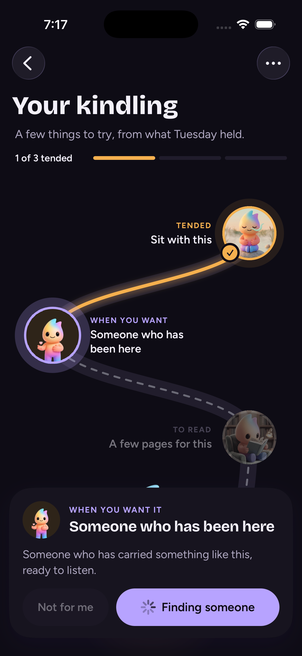 7:17
Your kindling
A few things to try, from what Tuesday held.
1 of 3 tended
TENDED
Sit with this
WHEN YOU WANT
Someone who has
been here
TO READ
A few pages for this
WHEN YOU WANT IT
Someone who has been here
Someone who has carried something like this,
ready to listen.
Not for me
Finding someone